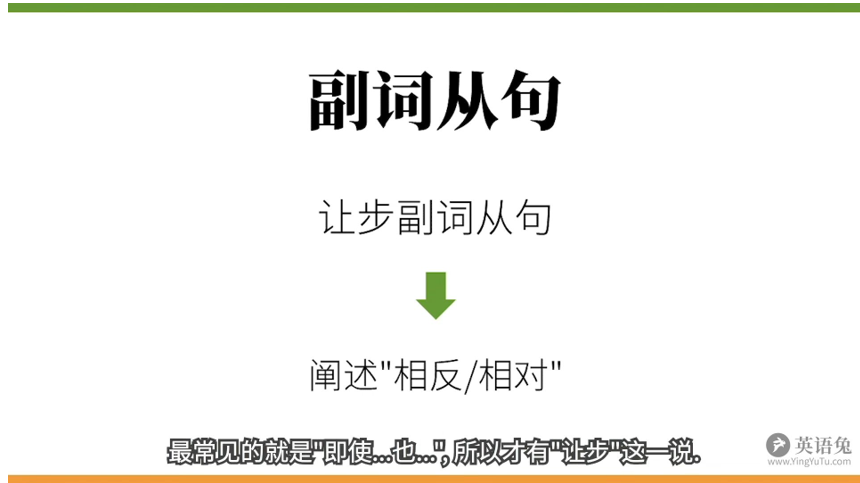 副词从句
让步副词从句
阐述"相反/相对"
最常见的就是"即使...也...", 所以才有"让步"这一说.
英语兔
www.YingYuTu.com